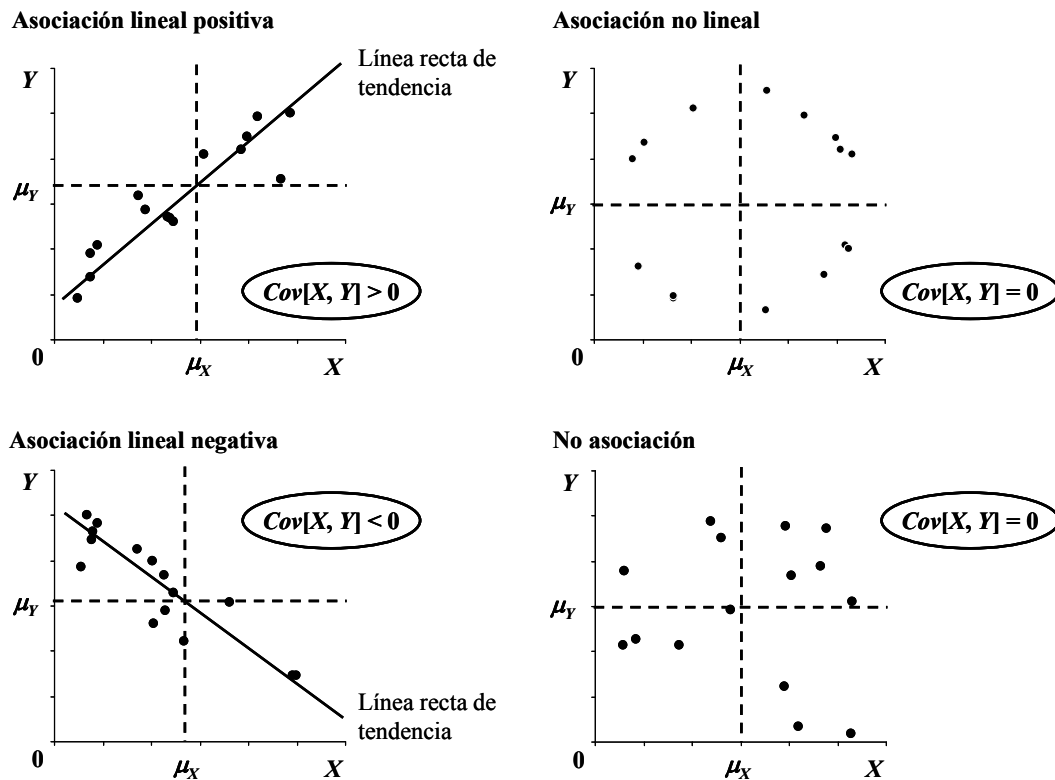 Asociación lineal positiva
Línea recta de
tendencia
Y
μY
Cov[X, Y] > 0
0
μX
X
Asociación no lineal
Y
μY
Cov[X, Y] = 0
0
μX
X
Asociación lineal negativa
Y
Cov[X, Y] < 0
μY
Línea recta de
tendencia
0
μX
X
No asociación
Y
Cov[X, Y] = 0
μY
0
μX
X